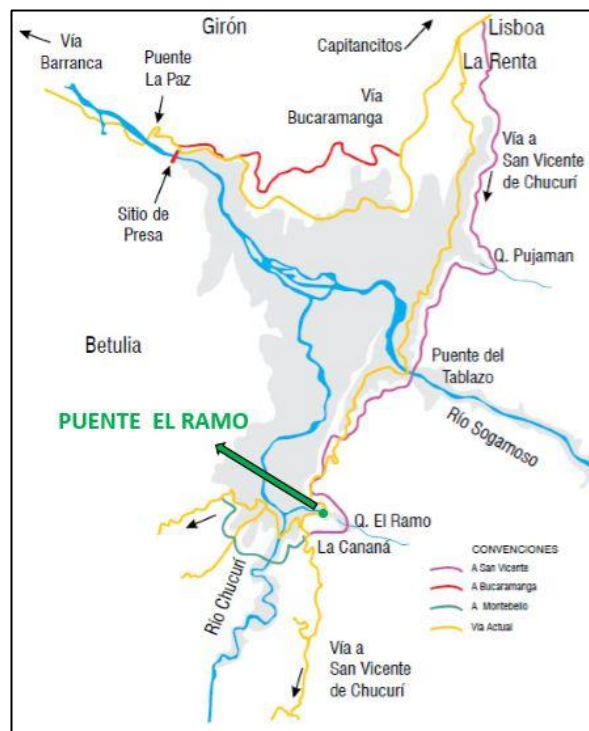 Girón
Vía
Barranca
Puente
La Paz
Capitancitos
Lisboa
La Renta
Vía
Bucaramanga
Vía a
San Vicente
de Chucurí
Sitio de
Presa
Q. Pujaman
Betulia
Puente del
Tablazo
PUENTE EL RAMO
Río Sogamoso
Q. El Ramo
La Cananá
Río Chucurí
CONVENCIONES
A San Vicente
A Bucaramanga
A Montebello
Vía Actual
Vía a
San Vicente
de Chucurí